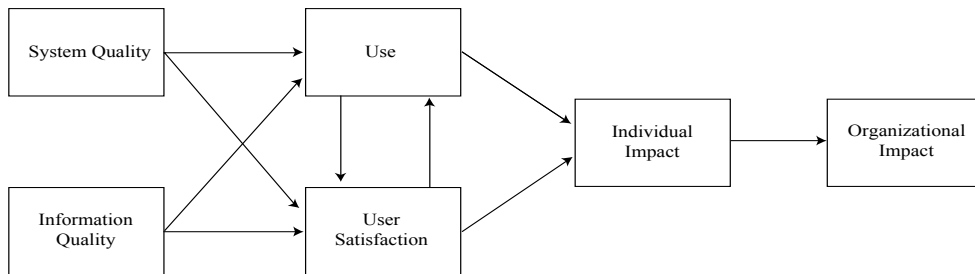 System Quality
Use
Individual
Impact
Organizational
Impact
Information
Quality
User
Satisfaction